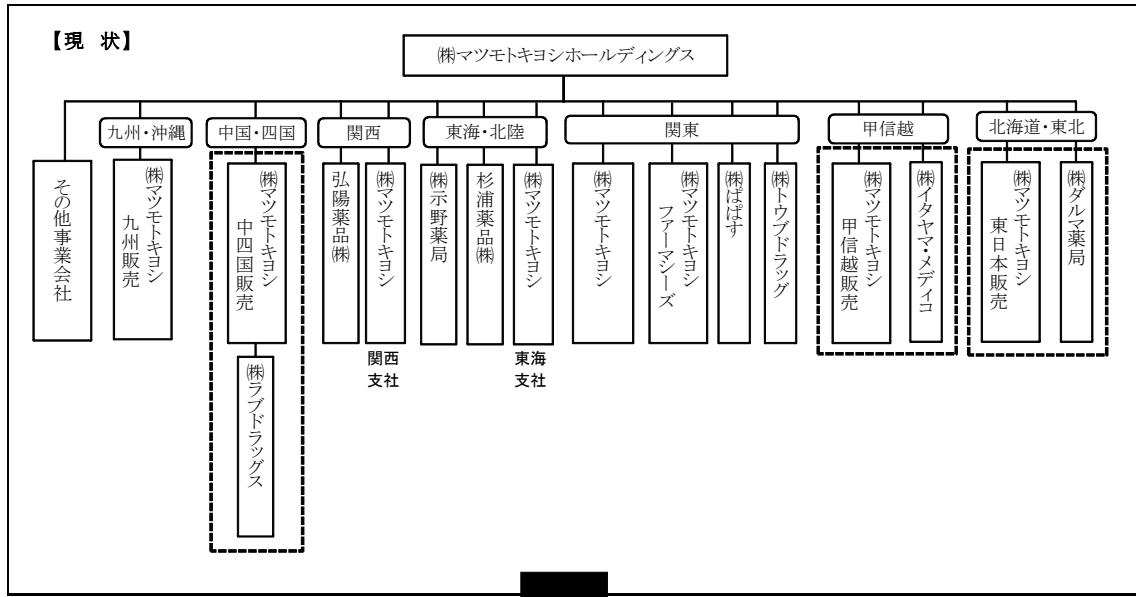 【現 状】
㈱マツモトキヨシホールディングス
九州・沖縄
中国・四国
関西
東海・北陸
関東
甲信越
北海道・東北
その他事業会社
㈱マツモトキヨシ
九州販売
㈱マツモトキヨシ
中四国販売
㈱ラブドラッグス
弘陽薬品㈱
㈱マツモトキヨシ
関西
支社
㈱示野薬局
杉浦薬品㈱
㈱マツモトキヨシ
東海
支社
㈱マツモトキヨシ
㈱マツモトキヨシ
ファーマシーズ
㈱ぱぱす
㈱トウブドラッグ
㈱マツモトキヨシ
甲信越販売
㈱イタヤマ・メディコ
㈱マツモトキヨシ
東日本販売
㈱ダルマ薬局